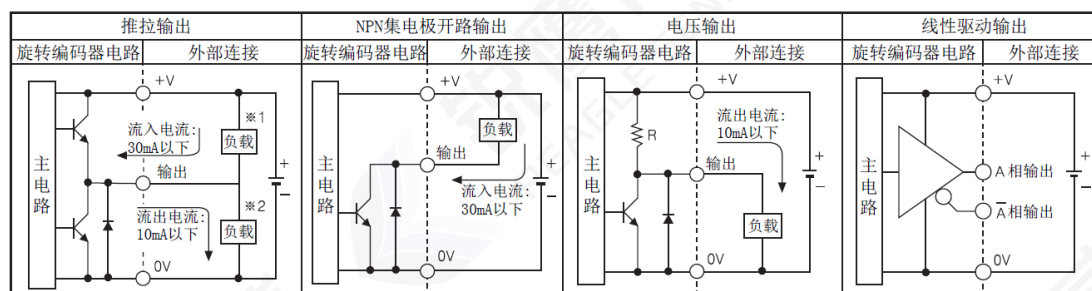 推拉输出
NPN集电极开路输出
电压输出
线性驱动输出
旋转编码器电路
外部连接
旋转编码器电路
外部连接
旋转编码器电路
外部连接
旋转编码器电路
外部连接
主电路
+V
※1
负载
流入电流:
30mA以下
输出
※2
负载
流出电流:
10mA以下
0V
+
−
主电路
+V
负载
输出
流入电流:
30mA以下
0V
+
−
主电路
+V
R
流出电流:
10mA以下
输出
负载
0V
+
−
主电路
+V
A 相输出
A̅相输出
0V
+
−